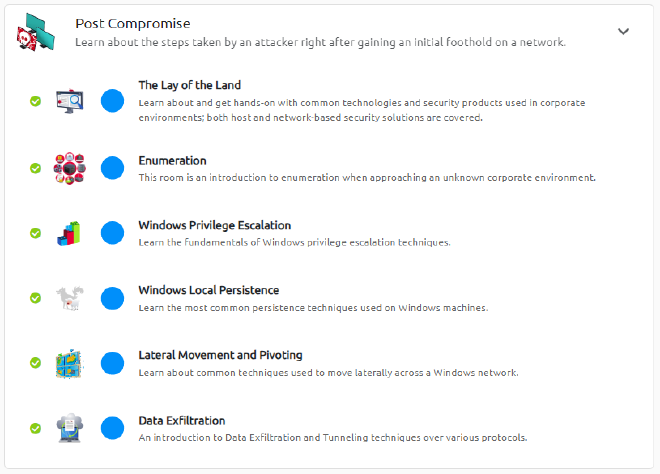 Post Compromise
Learn about the steps taken by an attacker right after gaining an initial foothold on a network.
The Lay of the Land
Learn about and get hands-on with common technologies and security products used in corporate
environments; both host and network-based security solutions are covered.
Enumeration
This room is an introduction to enumeration when approaching an unknown corporate environment.
Windows Privilege Escalation
Learn the fundamentals of Windows privilege escalation techniques.
Windows Local Persistence
Learn the most common persistence techniques used on Windows machines.
Lateral Movement and Pivoting
Learn about common techniques used to move laterally across a Windows network.
Data Exfiltration
An introduction to Data Exfiltration and Tunneling techniques over various protocols.